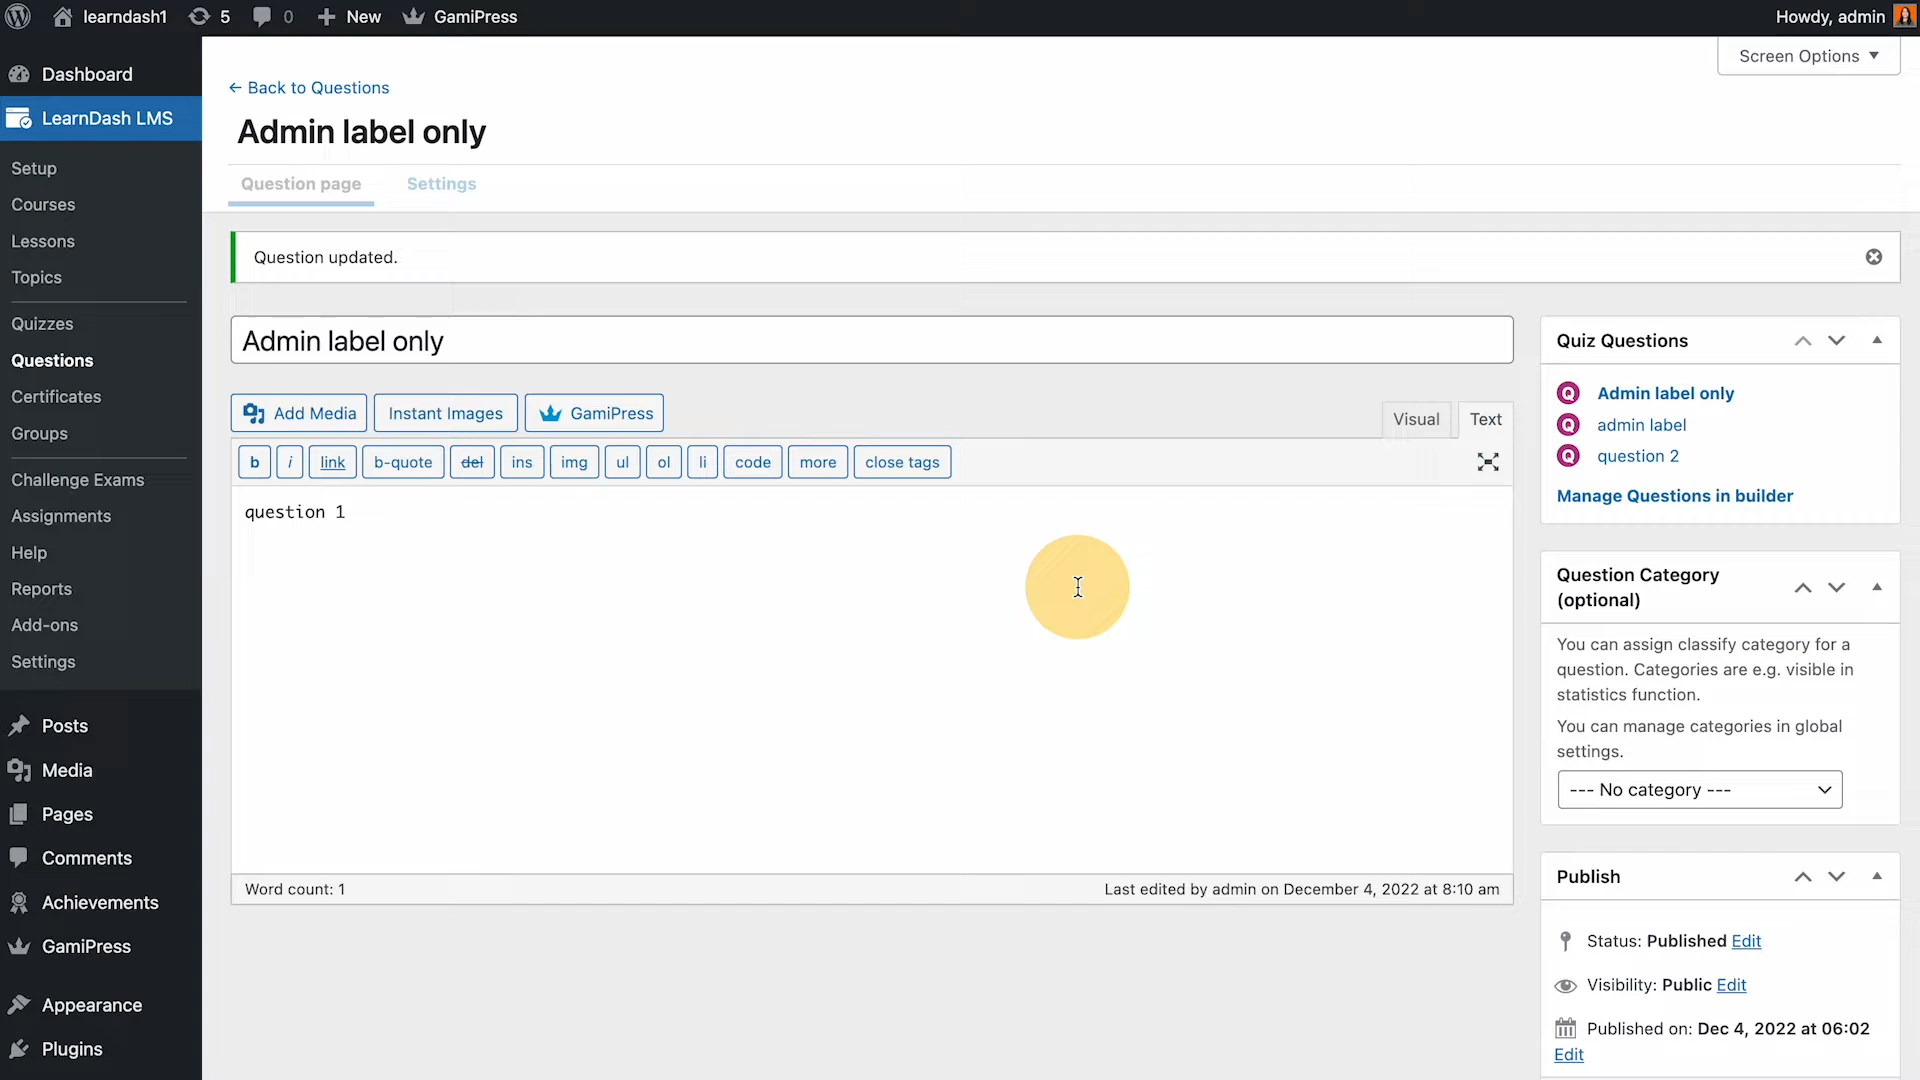 learndash1 5 0 New GamiPress Howdy, admin
Dashboard
LearnDash LMS
Setup
Courses
Lessons
Topics
Quizzes
Questions
Certificates
Groups
Challenge Exams
Assignments
Help
Reports
Add-ons
Settings
Posts
Media
Pages
Comments
Achievements
GamiPress
Appearance
Plugins
Screen Options
← Back to Questions
Admin label only
Question page Settings
Question updated.
Admin label only
Add Media Instant Images GamiPress
Visual Text
b i link b-quote del ins img ul ol li code more close tags
question 1
Word count: 1 Last edited by admin on December 4, 2022 at 8:10 am
Quiz Questions
Q Admin label only
Q admin label
Q question 2
Manage Questions in builder
Question Category
(optional)
You can assign classify category for a
question. Categories are e.g. visible in
statistics function.
You can manage categories in global
settings.
--- No category ---
Publish
Status: Published Edit
Visibility: Public Edit
Published on: Dec 4, 2022 at 06:02
Edit